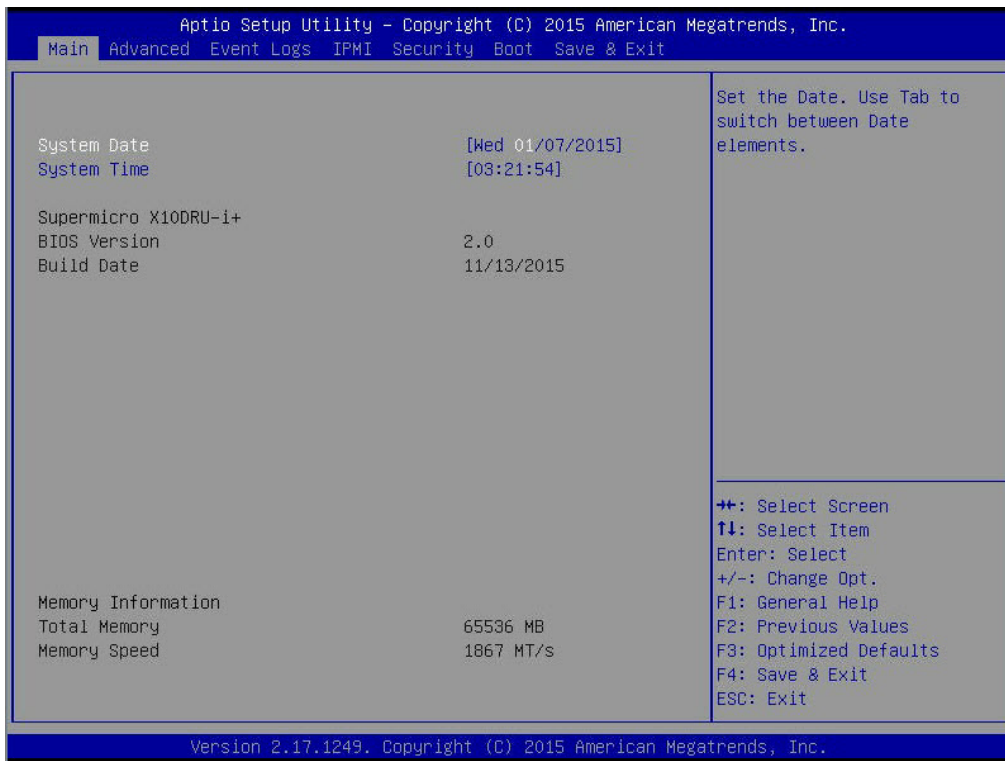 Aptio Setup Utility – Copyright (C) 2015 American Megatrends, Inc.
Main Advanced Event Logs IPMI Security Boot Save & Exit
Set the Date. Use Tab to
switch between Date
elements.
System Date [Wed 01/07/2015]
System Time [03:21:54]
Supermicro X10DRU-i+
BIOS Version 2.0
Build Date 11/13/2015
Memory Information
Total Memory 65536 MB
Memory Speed 1867 MT/s
→←: Select Screen
↑↓: Select Item
Enter: Select
+/-: Change Opt.
F1: General Help
F2: Previous Values
F3: Optimized Defaults
F4: Save & Exit
ESC: Exit
Version 2.17.1249. Copyright (C) 2015 American Megatrends, Inc.